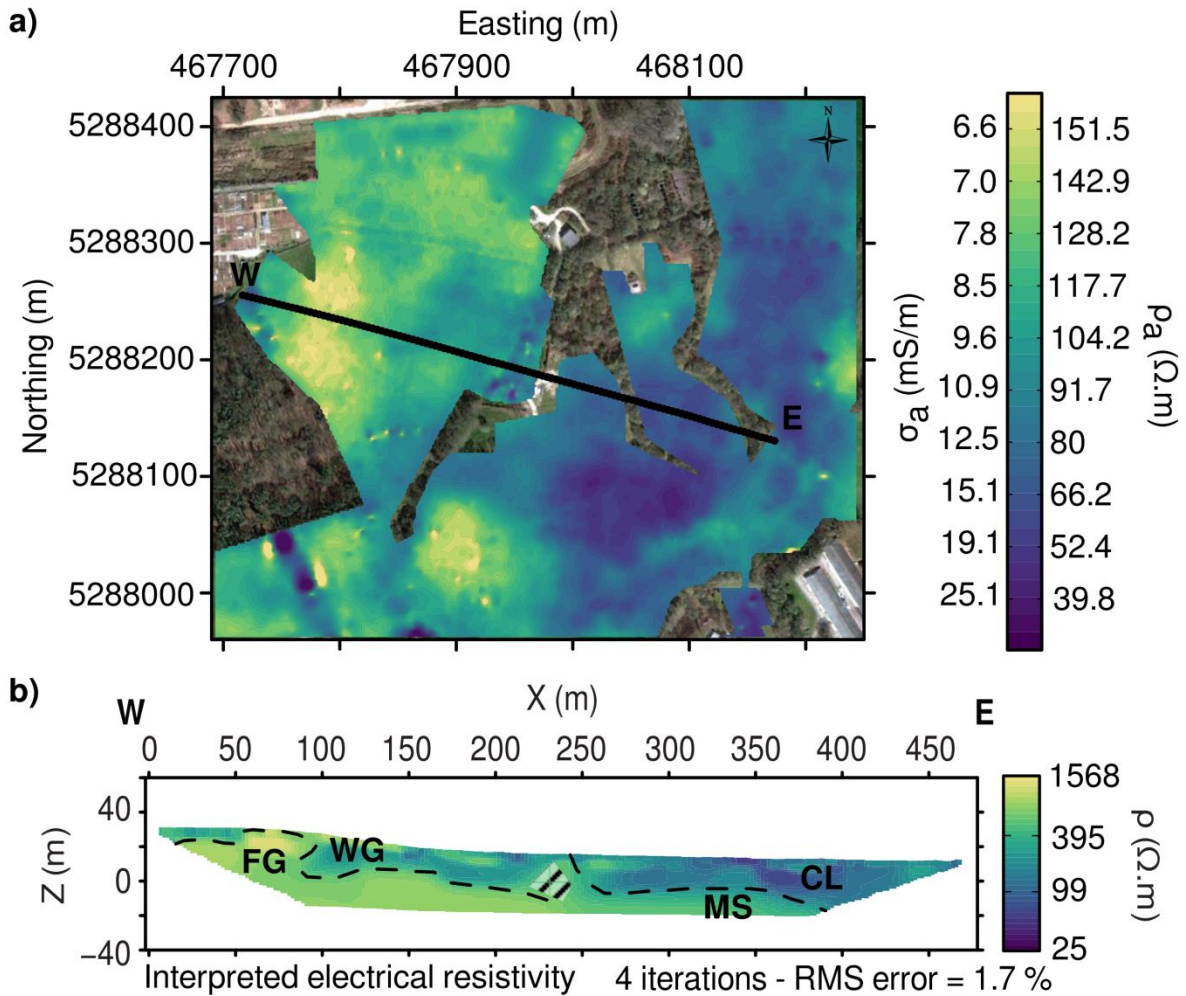 a)
Easting (m)
467700 467900 468100
5288400
5288300
5288200
5288100
5288000
Northing (m)
N
W
E
6.6 151.5
7.0 142.9
7.8 128.2
8.5 117.7
9.6 104.2
10.9 91.7
12.5 80
15.1 66.2
19.1 52.4
25.1 39.8
σa (mS/m)
ρa (Ω.m)
b)
X (m)
W E
0 50 100 150 200 250 300 350 400 450
40
0
−40
Z (m)
FG WG MS CL
1568
395
99
25
ρ (Ω.m)
Interpreted electrical resistivity 4 iterations - RMS error = 1.7 %